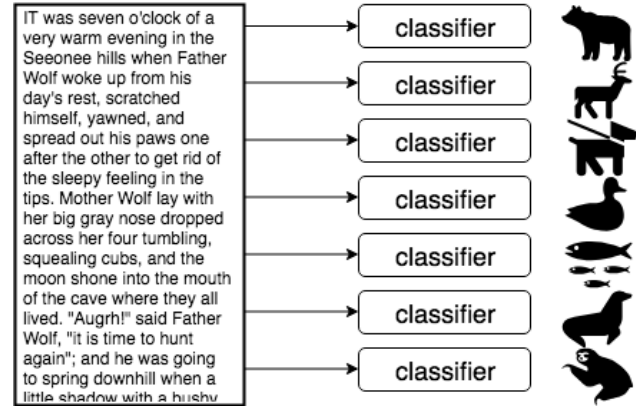 IT was seven o'clock of a
very warm evening in the
Seeonee hills when Father
Wolf woke up from his
day's rest, scratched
himself, yawned, and
spread out his paws one
after the other to get rid of
the sleepy feeling in the
tips. Mother Wolf lay with
her big gray nose dropped
across her four tumbling,
squealing cubs, and the
moon shone into the mouth
of the cave where they all
lived. "Augrh!" said Father
Wolf, "it is time to hunt
again"; and he was going
to spring downhill when a
little shadow with a bushy
classifier
classifier
classifier
classifier
classifier
classifier
classifier